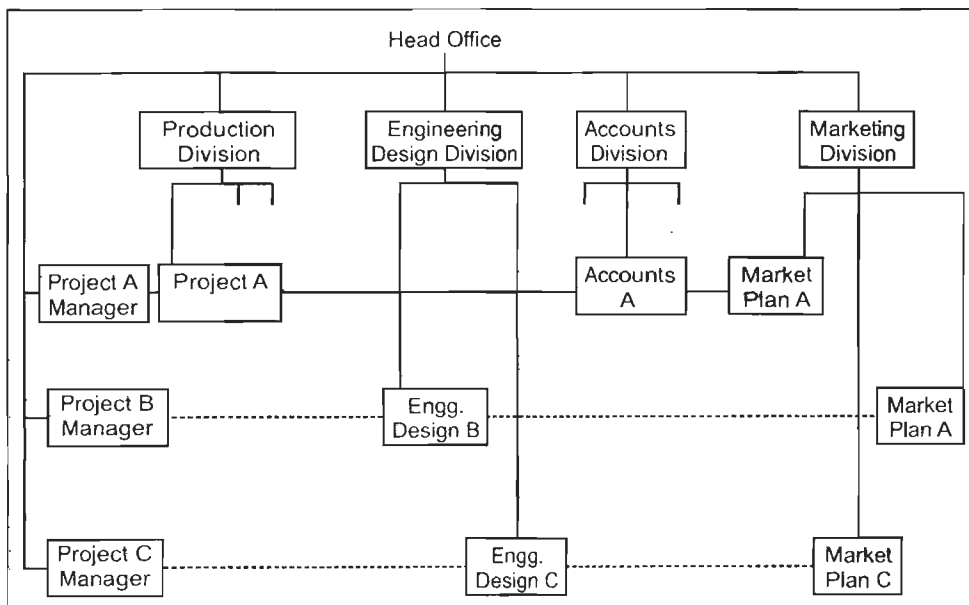 Head Office
Production
Division
Engineering
Design Division
Accounts
Division
Marketing
Division
Project A
Manager
Project A
Accounts
A
Market
Plan A
Project B
Manager
Engg.
Design B
Market
Plan A
Project C
Manager
Engg.
Design C
Market
Plan C